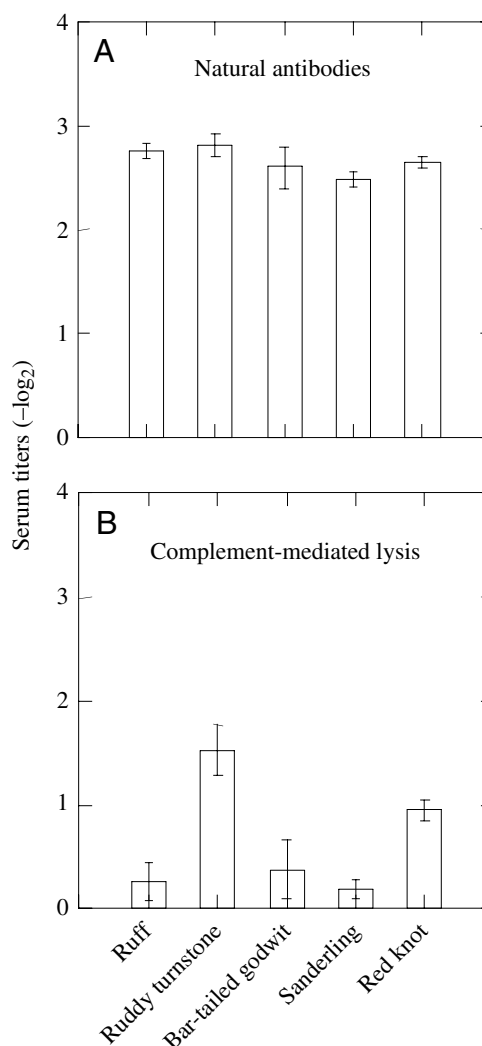 Serum titers (–log2)
A
Natural antibodies
4
3
2
1
0
B
Complement-mediated lysis
4
3
2
1
0
Ruff
Ruddy turnstone
Bar-tailed godwit
Sanderling
Red knot